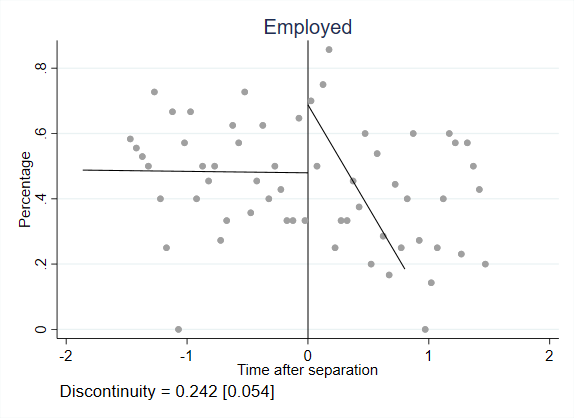 Employed
.8
.6
.4
.2
0
Percentage
-2 -1 0 1 2
Time after separation
Discontinuity = 0.242 [0.054]